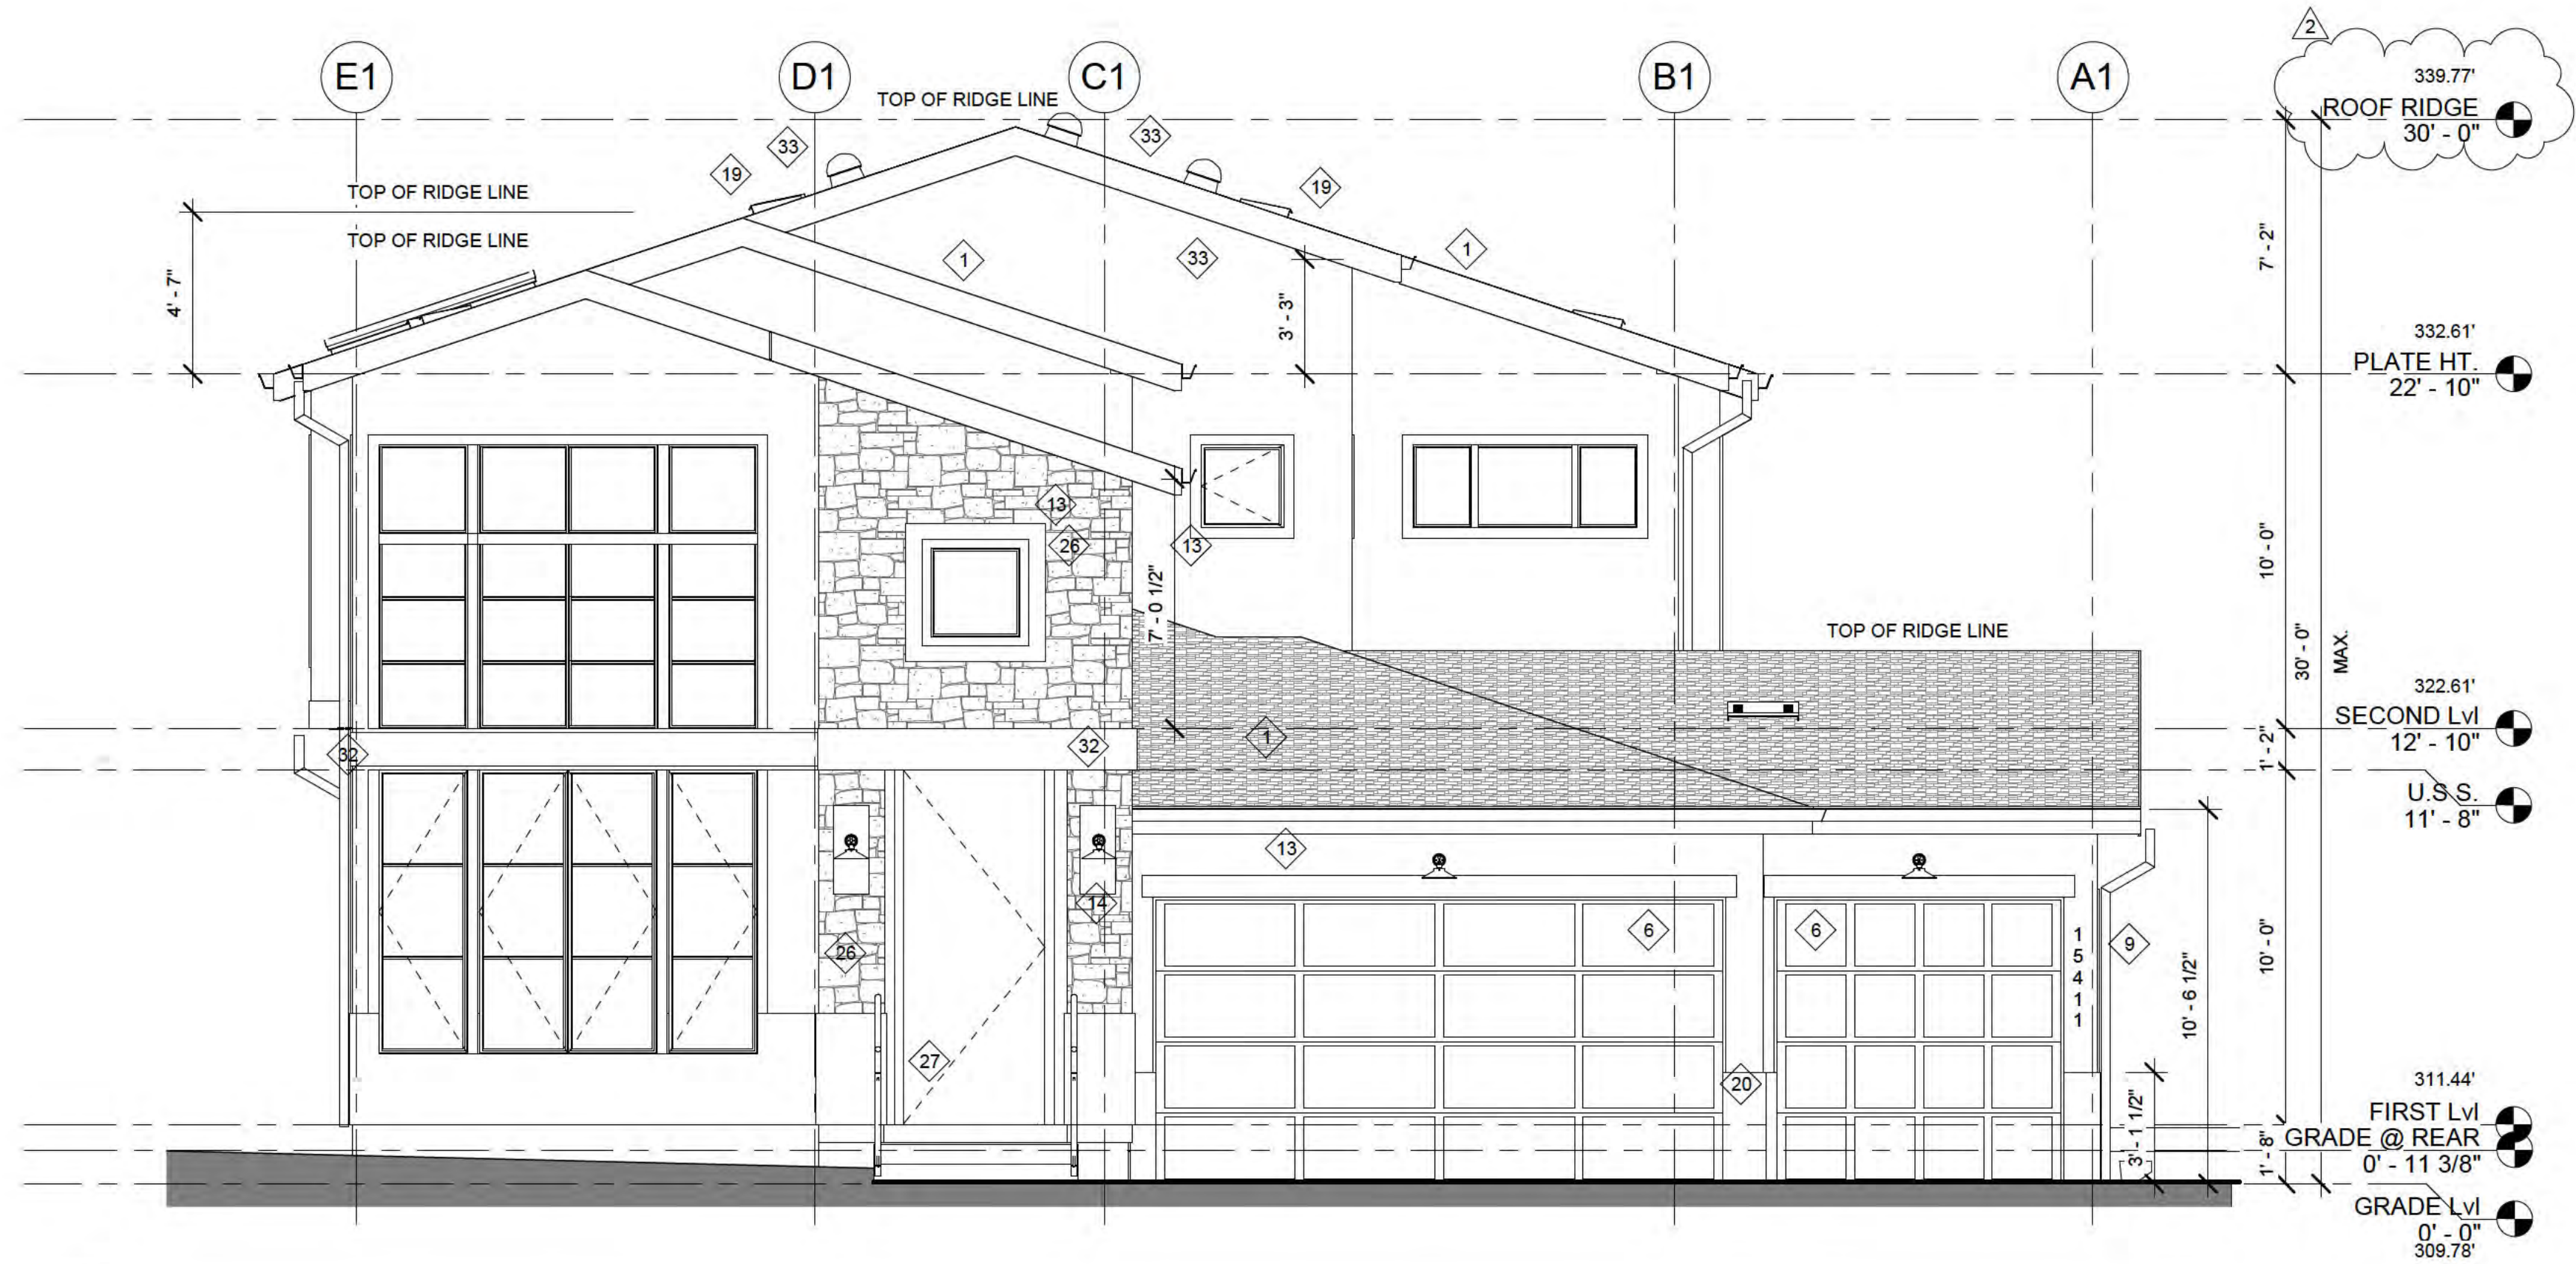 2
E1
D1
C1
B1
A1
339.77'
ROOF RIDGE
30' - 0"
TOP OF RIDGE LINE
33
33
19
19
TOP OF RIDGE LINE
TOP OF RIDGE LINE
1
33
1
4' - 7"
3' - 3"
7' - 2"
332.61'
PLATE HT.
22' - 10"
13
26
13
7' - 0 1/2"
10' - 0"
TOP OF RIDGE LINE
30' - 0"
MAX.
322.61'
SECOND Lvl
12' - 10"
32
32
1
1' - 2"
U.S S.
11' - 8"
13
14
26
6
6
15411
9
10' - 6 1/2"
10' - 0"
27
20
3' - 1 1/2"
1' - 8"
311.44'
FIRST Lvl
GRADE @ REAR
0' - 11 3/8"
GRADE Lvl
0' - 0"
309.78'